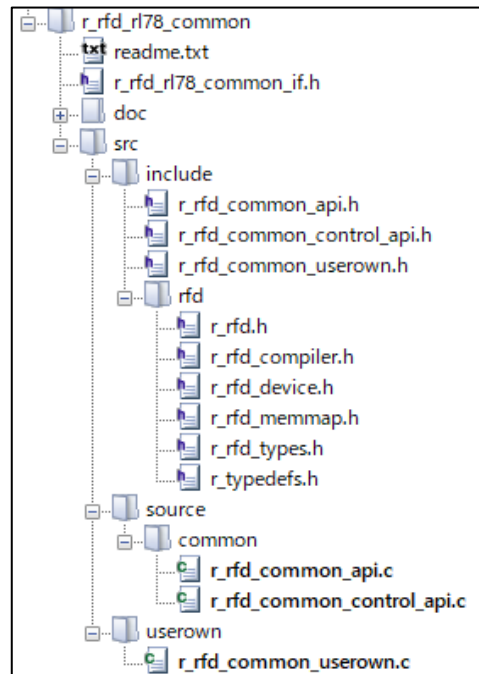 r_rfd_rl78_common
txt readme.txt
h r_rfd_rl78_common_if.h
doc
src
include
h r_rfd_common_api.h
h r_rfd_common_control_api.h
h r_rfd_common_userown.h
rfd
h r_rfd.h
h r_rfd_compiler.h
h r_rfd_device.h
h r_rfd_memmap.h
h r_rfd_types.h
h r_typedefs.h
source
common
c r_rfd_common_api.c
c r_rfd_common_control_api.c
userown
c r_rfd_common_userown.c